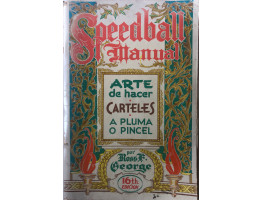 Speedball
Manual
ARTE
de hacer
CARTELES
A PLUMA
O PINCEL
por
Ross F.
George
16th
EDITION